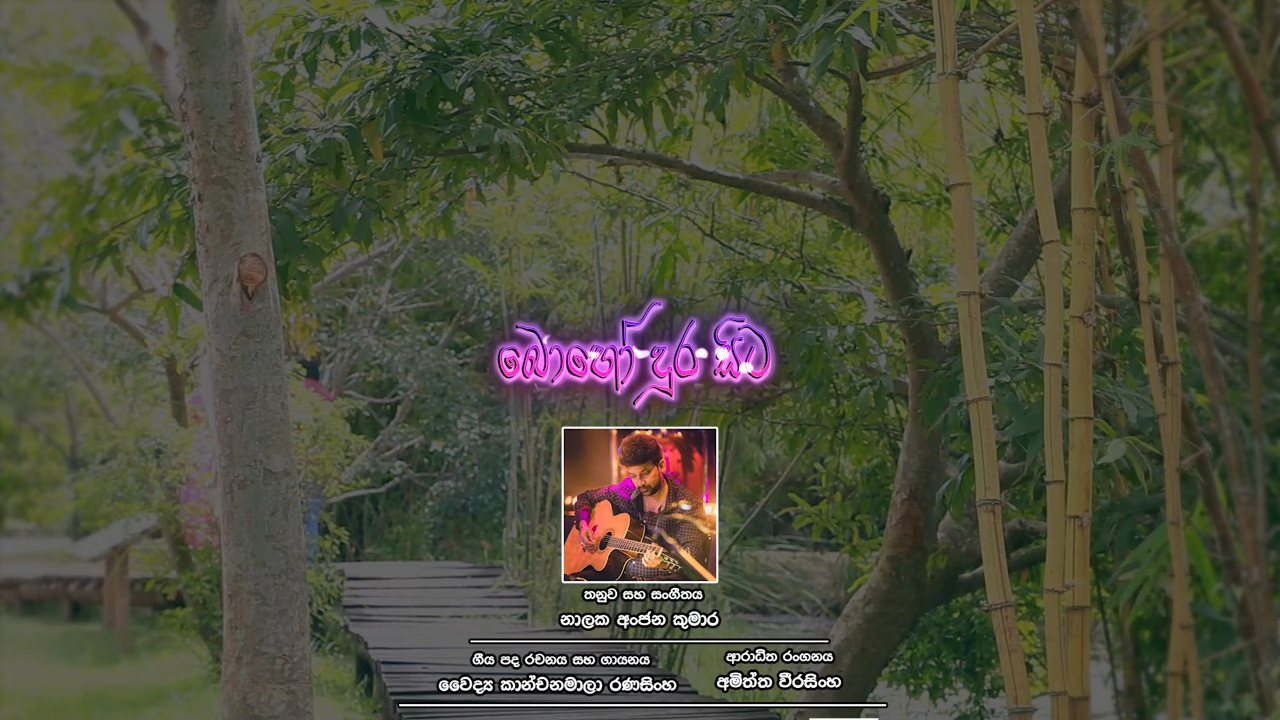 බොහෝ දුර සිට
තනුව සහ සංගීතය
නාලක අංජන කුමාර
ගීය පද රචනය සහ ගායනය
වෛද්‍ය කාන්චනමාලා රණසිංහ
ආරාධිත රංගනය
අමිත්ත වීරසිංහ